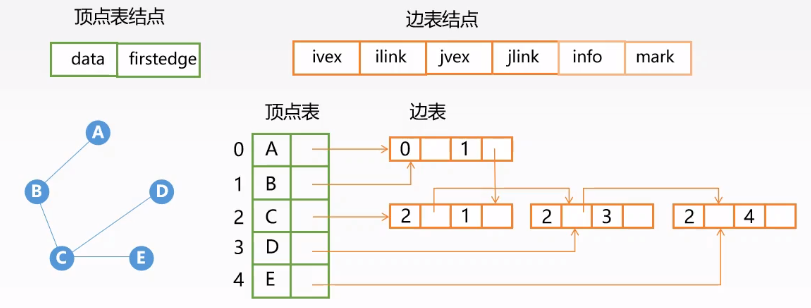 顶点表结点
边表结点
data firstedge
ivex ilink jvex jlink info mark
顶点表 边表
A
B
D
C
E
0 A 0 1
1 B
2 C 2 1 2 3 2 4
3 D
4 E